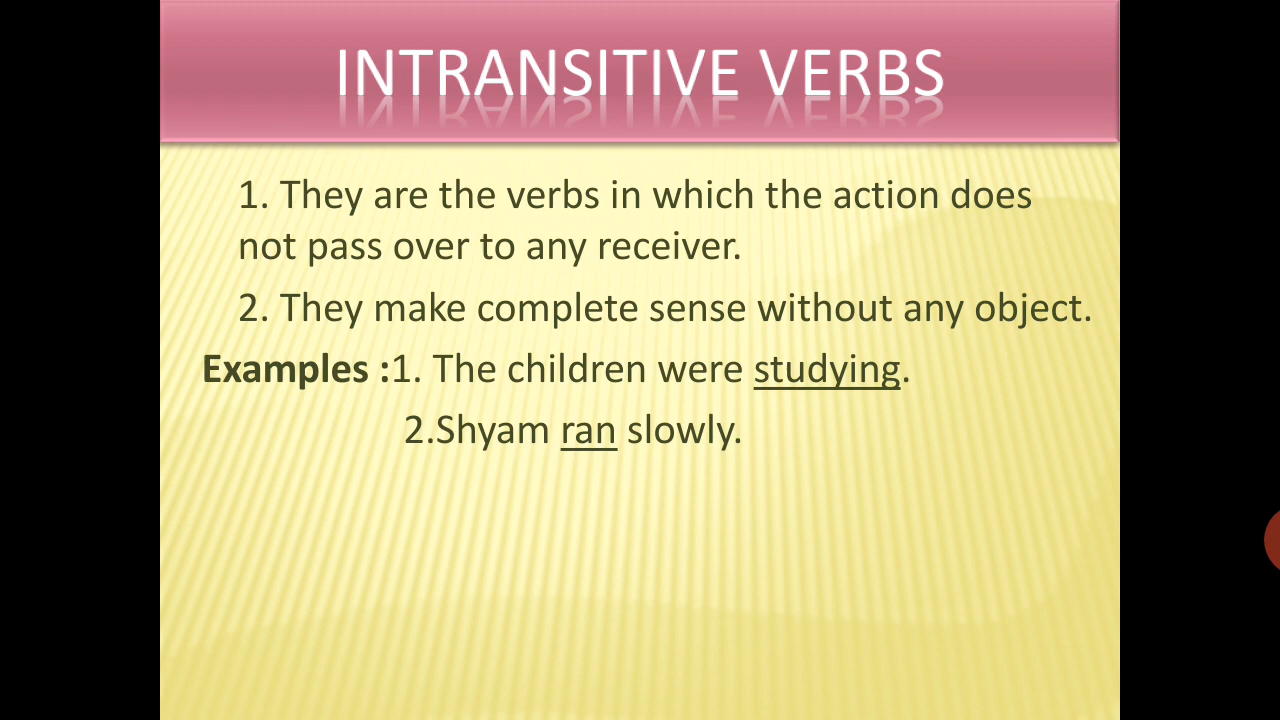 INTRANSITIVE VERBS
1. They are the verbs in which the action does
not pass over to any receiver.
2. They make complete sense without any object.
Examples :1. The children were studying.
2.Shyam ran slowly.